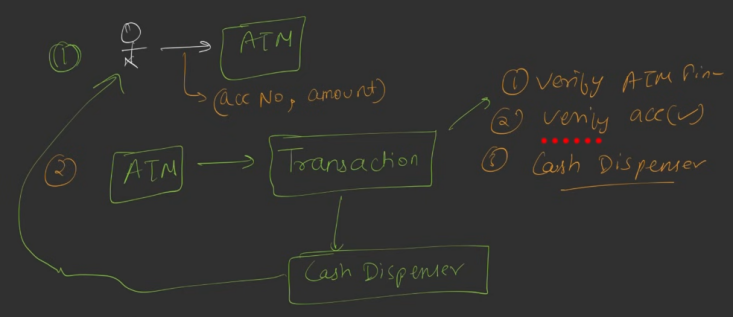 ① ATM
(acc No, amount)
① Verify ATM Pin
② Verify acc(✓)
② ATM
Transaction
③ Cash Dispenser
Cash Dispenser